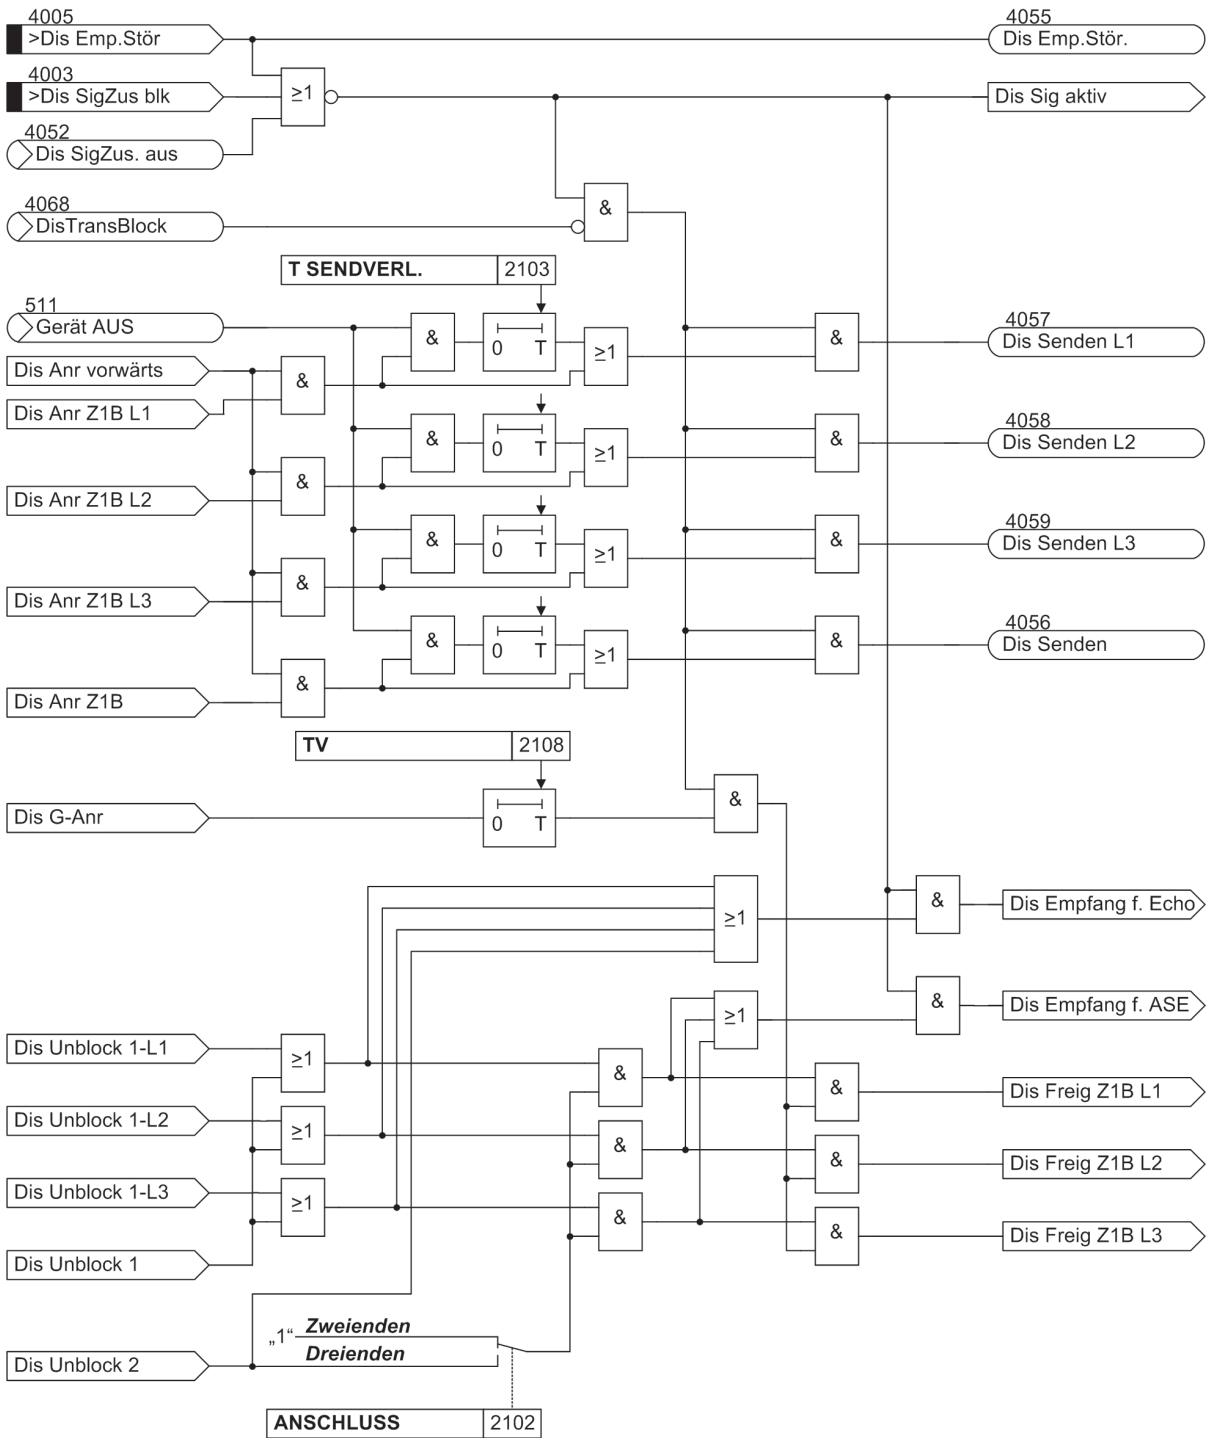 4005
>Dis Emp.Stör
4055
Dis Emp.Stör.
4003
>Dis SigZus blk
≥1
Dis Sig aktiv
4052
Dis SigZus. aus
4068
DisTransBlock
&
T SENDVERL. 2103
511
Gerät AUS
& 0 T ≥1 &
4057
Dis Senden L1
Dis Anr vorwärts
&
Dis Anr Z1B L1
& 0 T ≥1 &
4058
Dis Senden L2
&
Dis Anr Z1B L2
& 0 T ≥1 &
4059
Dis Senden L3
&
Dis Anr Z1B L3
& 0 T ≥1 &
4056
Dis Senden
&
Dis Anr Z1B
TV 2108
&
Dis G-Anr
0 T
≥1 &
Dis Empfang f. Echo
≥1 &
Dis Empfang f. ASE
Dis Unblock 1-L1
≥1 & &
Dis Freig Z1B L1
Dis Unblock 1-L2
≥1 & &
Dis Freig Z1B L2
Dis Unblock 1-L3
≥1 & &
Dis Freig Z1B L3
Dis Unblock 1
„1“ Zweienden
Dreienden
Dis Unblock 2
ANSCHLUSS 2102